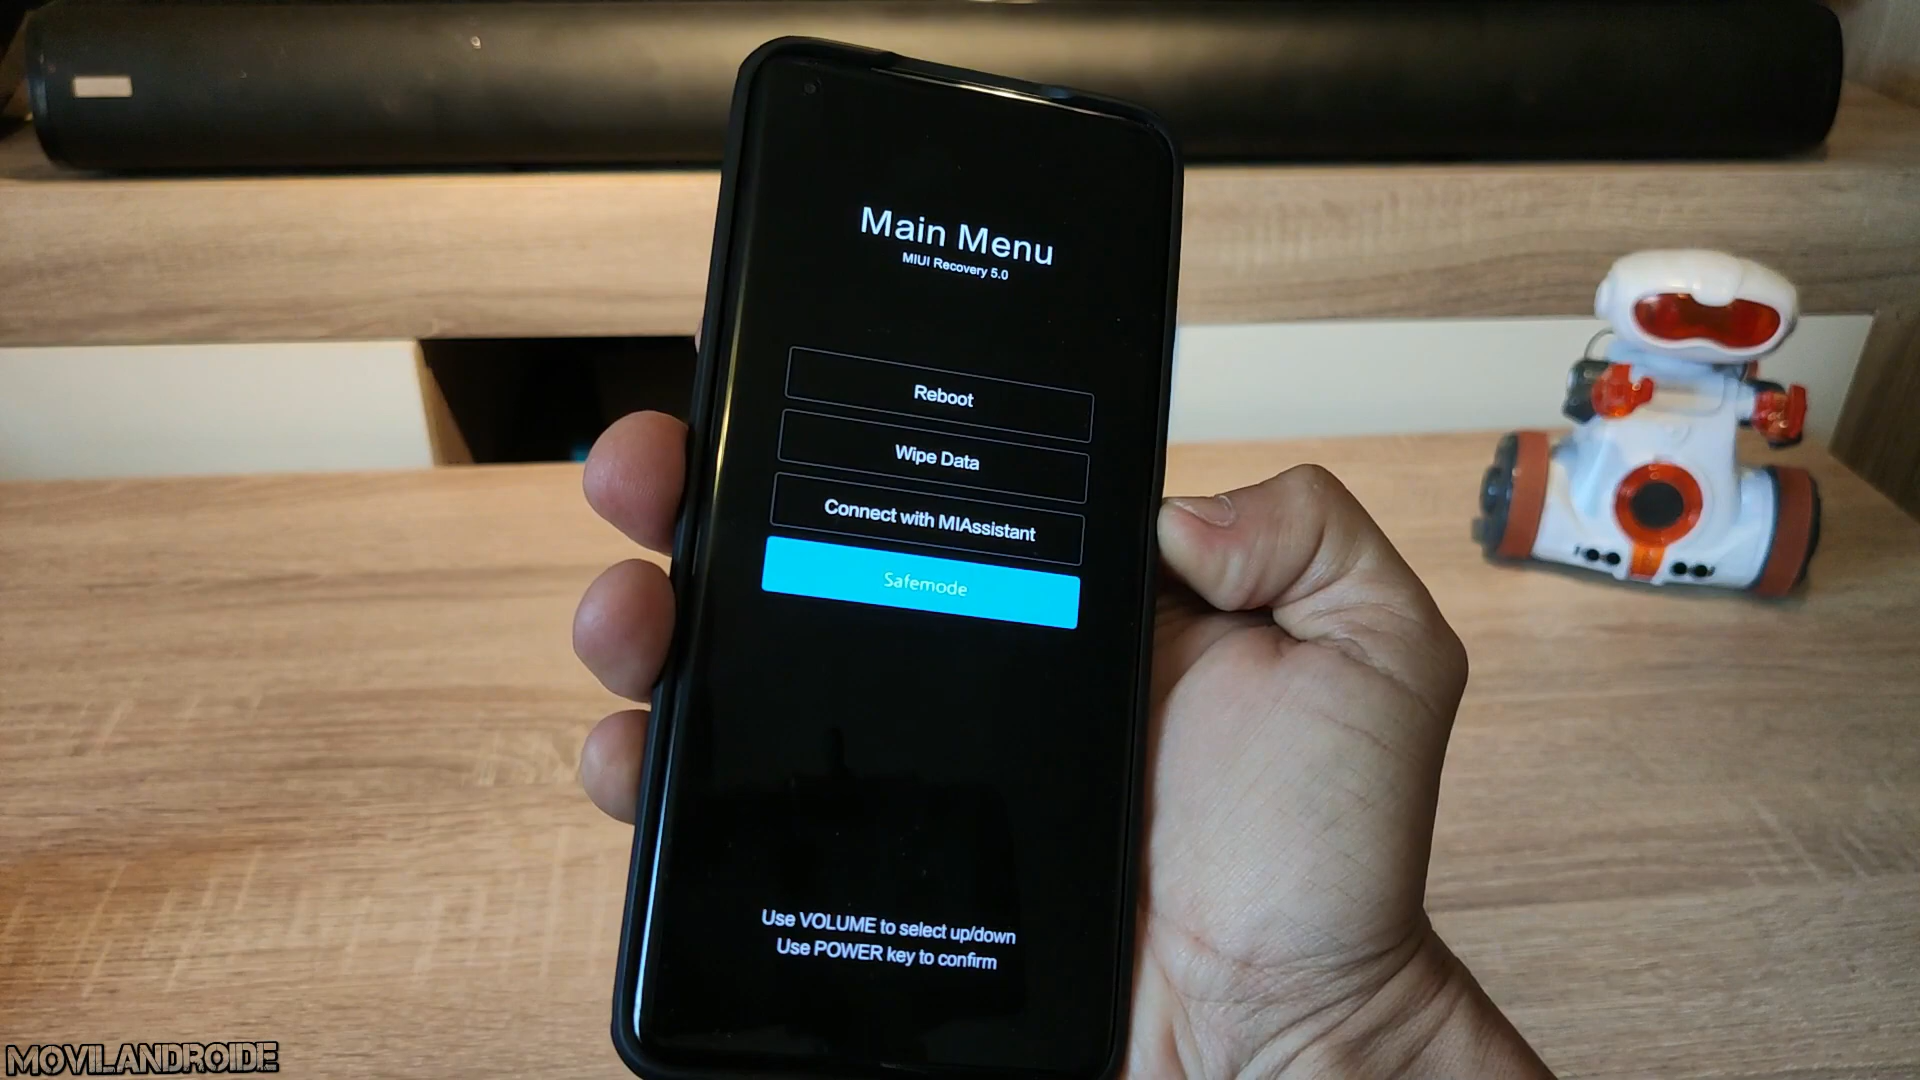 Main Menu
MIUI Recovery 5.0
Reboot
Wipe Data
Connect with MIAssistant
Safemode
Use VOLUME to select up/down
Use POWER key to confirm
MOVILANDROIDE